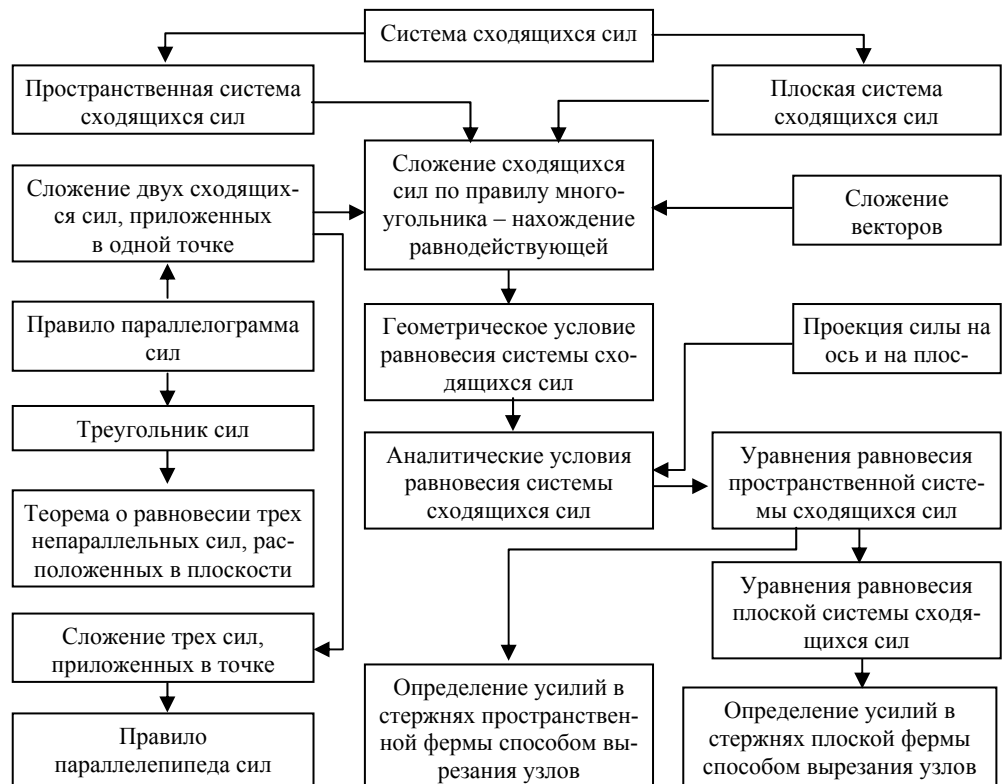 Система сходящихся сил
Пространственная система
сходящихся сил
Плоская система
сходящихся сил
Сложение двух сходящих-
ся сил, приложенных
в одной точке
Сложение сходящихся
сил по правилу много-
угольника – нахождение
равнодействующей
Сложение
векторов
Правило параллелограмма
сил
Геометрическое условие
равновесия системы схо-
дящихся сил
Проекция силы на
ось и на плос-
Треугольник сил
Аналитические условия
равновесия системы
сходящихся сил
Уравнения равновесия
пространственной систе-
мы сходящихся сил
Теорема о равновесии трех
непараллельных сил, рас-
положенных в плоскости
Уравнения равновесия
плоской системы сходя-
щихся сил
Сложение трех сил,
приложенных в точке
Определение усилий в
стержнях пространствен-
ной фермы способом вы-
резания узлов
Определение усилий в
стержнях плоской фермы
способом вырезания узлов
Правило
параллелепипеда сил